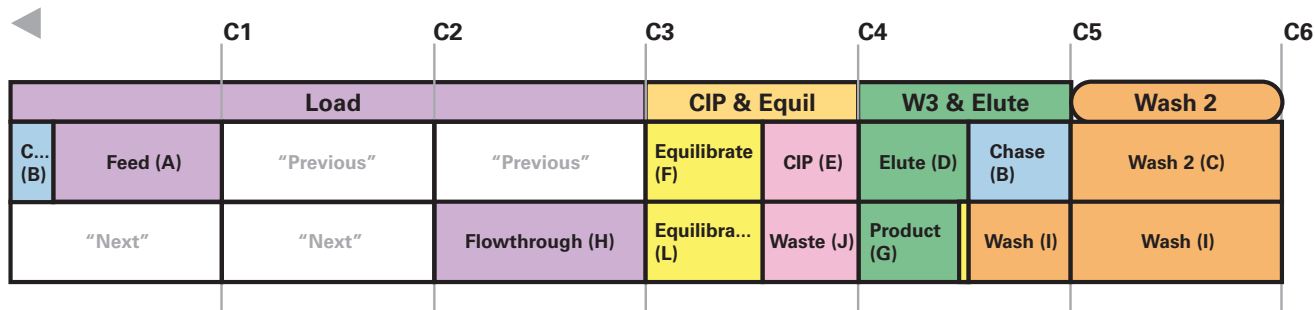 C1 C2 C3 C4 C5 C6
Load CIP & Equil W3 & Elute Wash 2
C...
(B)
Feed (A)
“Previous”
“Previous”
Equilibrate
(F)
CIP (E)
Elute (D)
Chase
(B)
Wash 2 (C)
“Next”
“Next”
Flowthrough (H)
Equilibra...
(L)
Waste (J)
Product
(G)
Wash (I)
Wash (I)